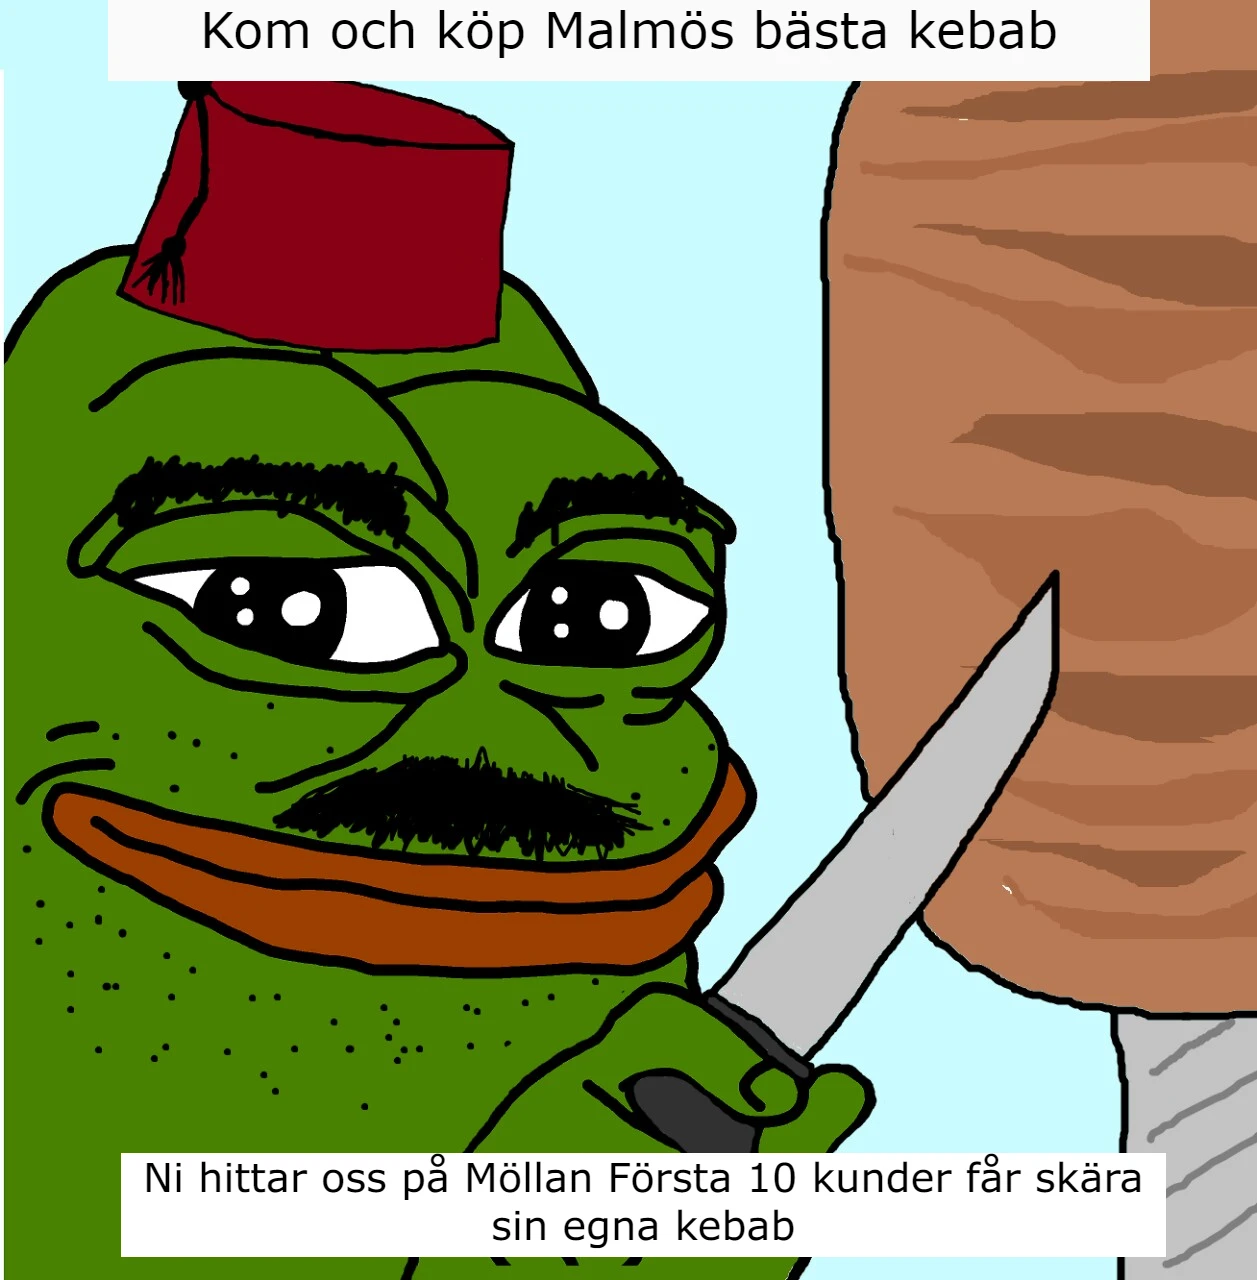 Kom och köp Malmös bästa kebab
Ni hittar oss på Möllan Första 10 kunder får skära
sin egna kebab